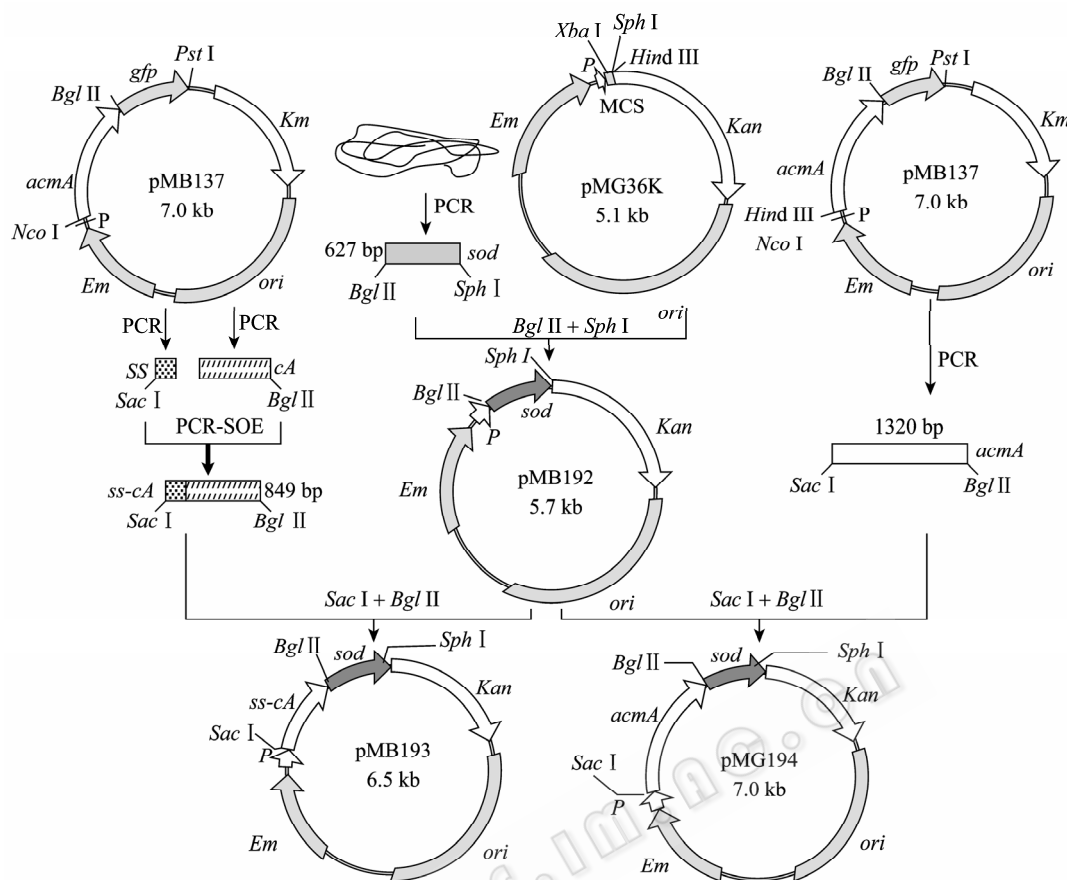 Pst I
gfp
Bgl II
Km
acmA
pMB137
7.0 kb
Nco I
P
Em
ori
PCR
PCR
SS
cA
Sac I
Bgl II
PCR-SOE
ss-cA
849 bp
Sac I
Bgl II
PCR
627 bp
sod
Bgl II
Sph I
Xba I
Sph I
P
Hind III
MCS
Em
Kan
pMG36K
5.1 kb
ori
Bgl II + Sph I
Sph I
Bgl II
sod
P
Kan
pMB192
5.7 kb
Em
ori
Pst I
gfp
Bgl II
Km
acmA
pMB137
7.0 kb
Hind III
P
Nco I
Em
ori
PCR
1320 bp
acmA
Sac I
Bgl II
Sac I + Bgl II
Sac I + Bgl II
Bgl II
sod
Sph I
Kan
ss-cA
Sac I
P
pMB193
6.5 kb
Em
ori
Bgl II
sod
Sph I
Kan
acmA
Sac I
P
pMG194
7.0 kb
Em
ori